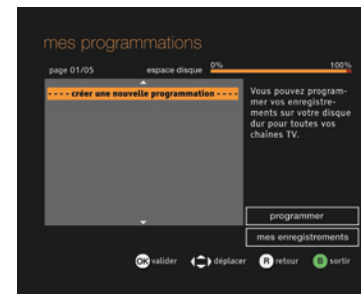 mes programmations
page 01/05 espace disque 0% 100%
- - - - créer une nouvelle programmation - - - -
Vous pouvez program-
mer vos enregistre-
ments sur votre disque
dur pour toutes vos
chaînes TV.
programmer
mes enregistrements
OK valider déplacer R retour B sortir